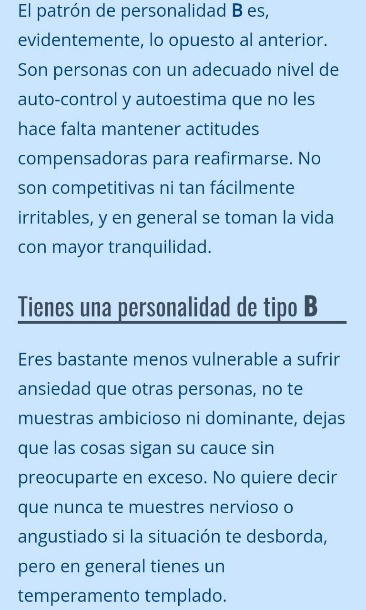 El patrón de personalidad B es,
evidentemente, lo opuesto al anterior.
Son personas con un adecuado nivel de
auto-control y autoestima que no les
hace falta mantener actitudes
compensadoras para reafirmarse. No
son competitivas ni tan fácilmente
irritables, y en general se toman la vida
con mayor tranquilidad.
Tienes una personalidad de tipo B
Eres bastante menos vulnerable a sufrir
ansiedad que otras personas, no te
muestras ambicioso ni dominante, dejas
que las cosas sigan su cauce sin
preocuparte en exceso. No quiere decir
que nunca te muestres nervioso o
angustiado si la situación te desborda,
pero en general tienes un
temperamento templado.